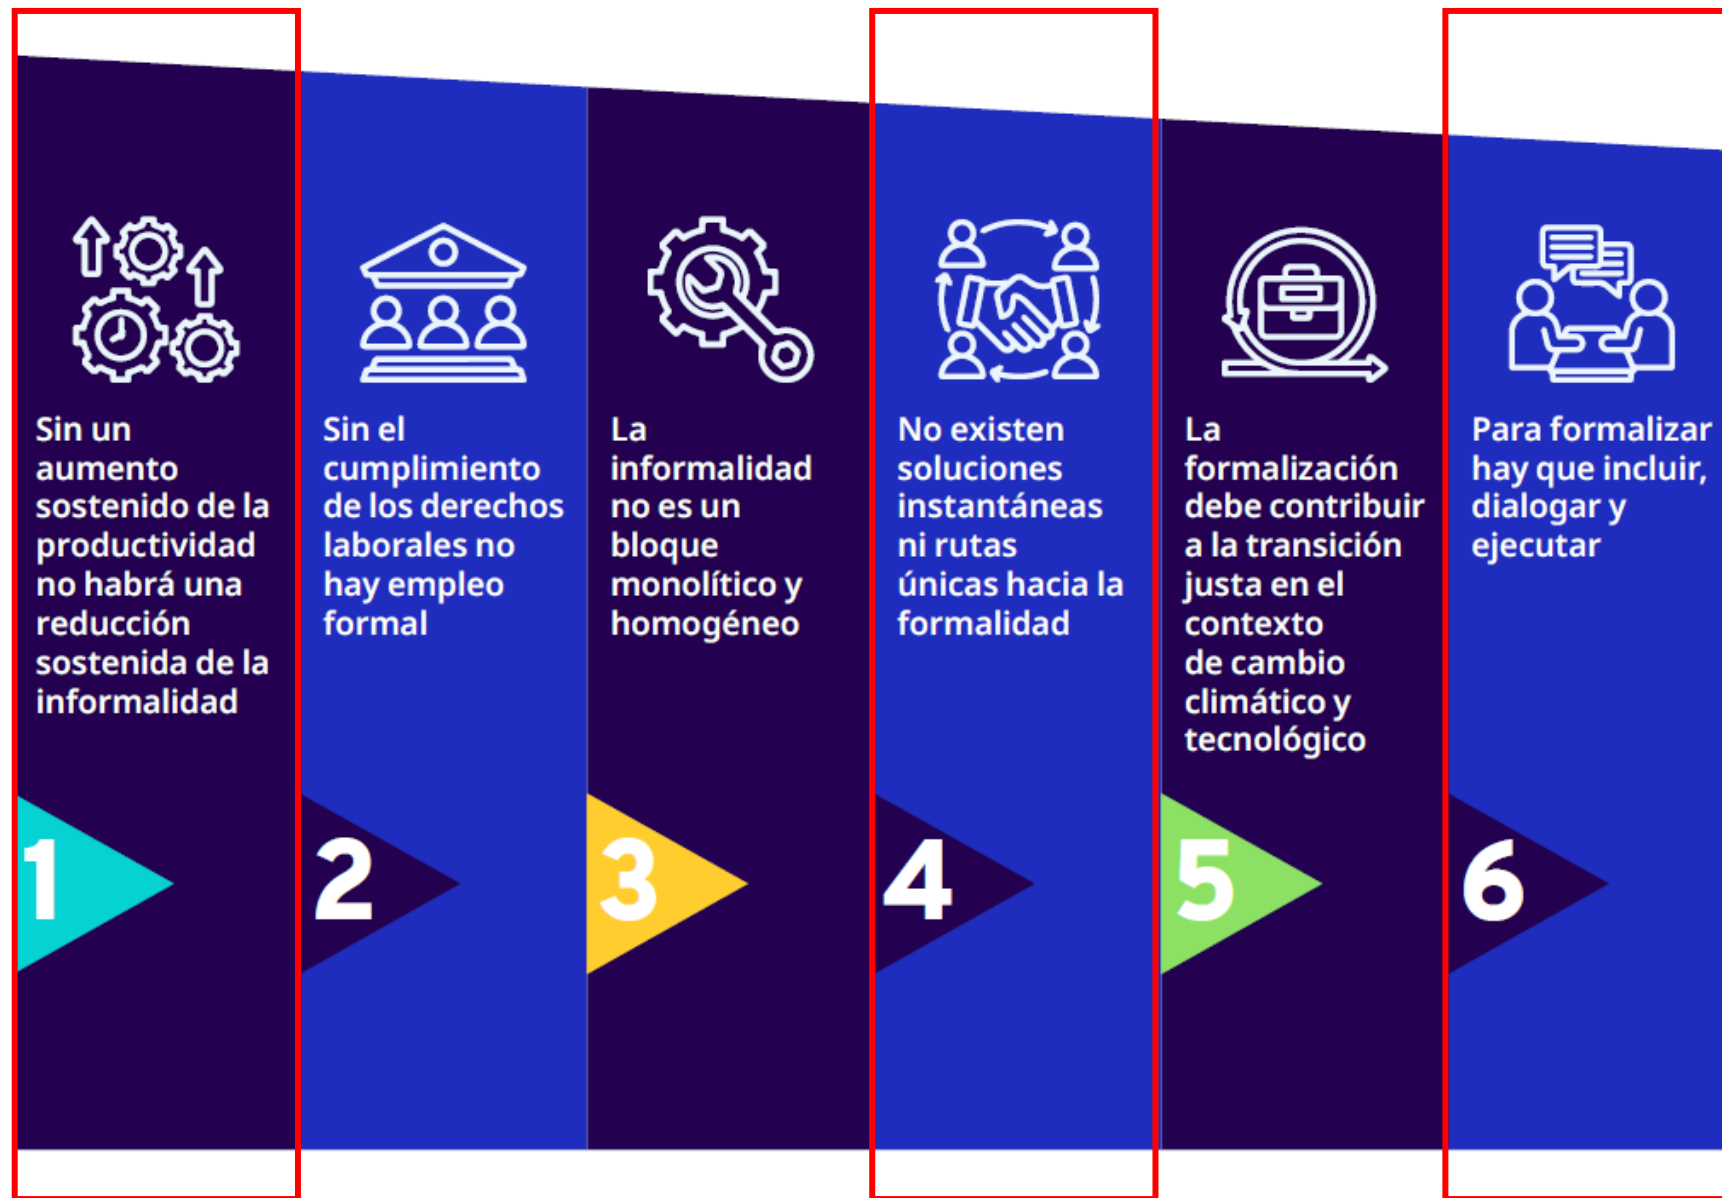 Sin un
aumento
sostenido de la
productividad
no habrá una
reducción
sostenida de la
informalidad
1
Sin el
cumplimiento
de los derechos
laborales no
hay empleo
formal
2
La
informalidad
no es un
bloque
monolítico y
homogéneo
3
No existen
soluciones
instantáneas
ni rutas
únicas hacia la
formalidad
4
La
formalización
debe contribuir
a la transición
justa en el
contexto
de cambio
climático y
tecnológico
5
Para formalizar
hay que incluir,
dialogar y
ejecutar
6